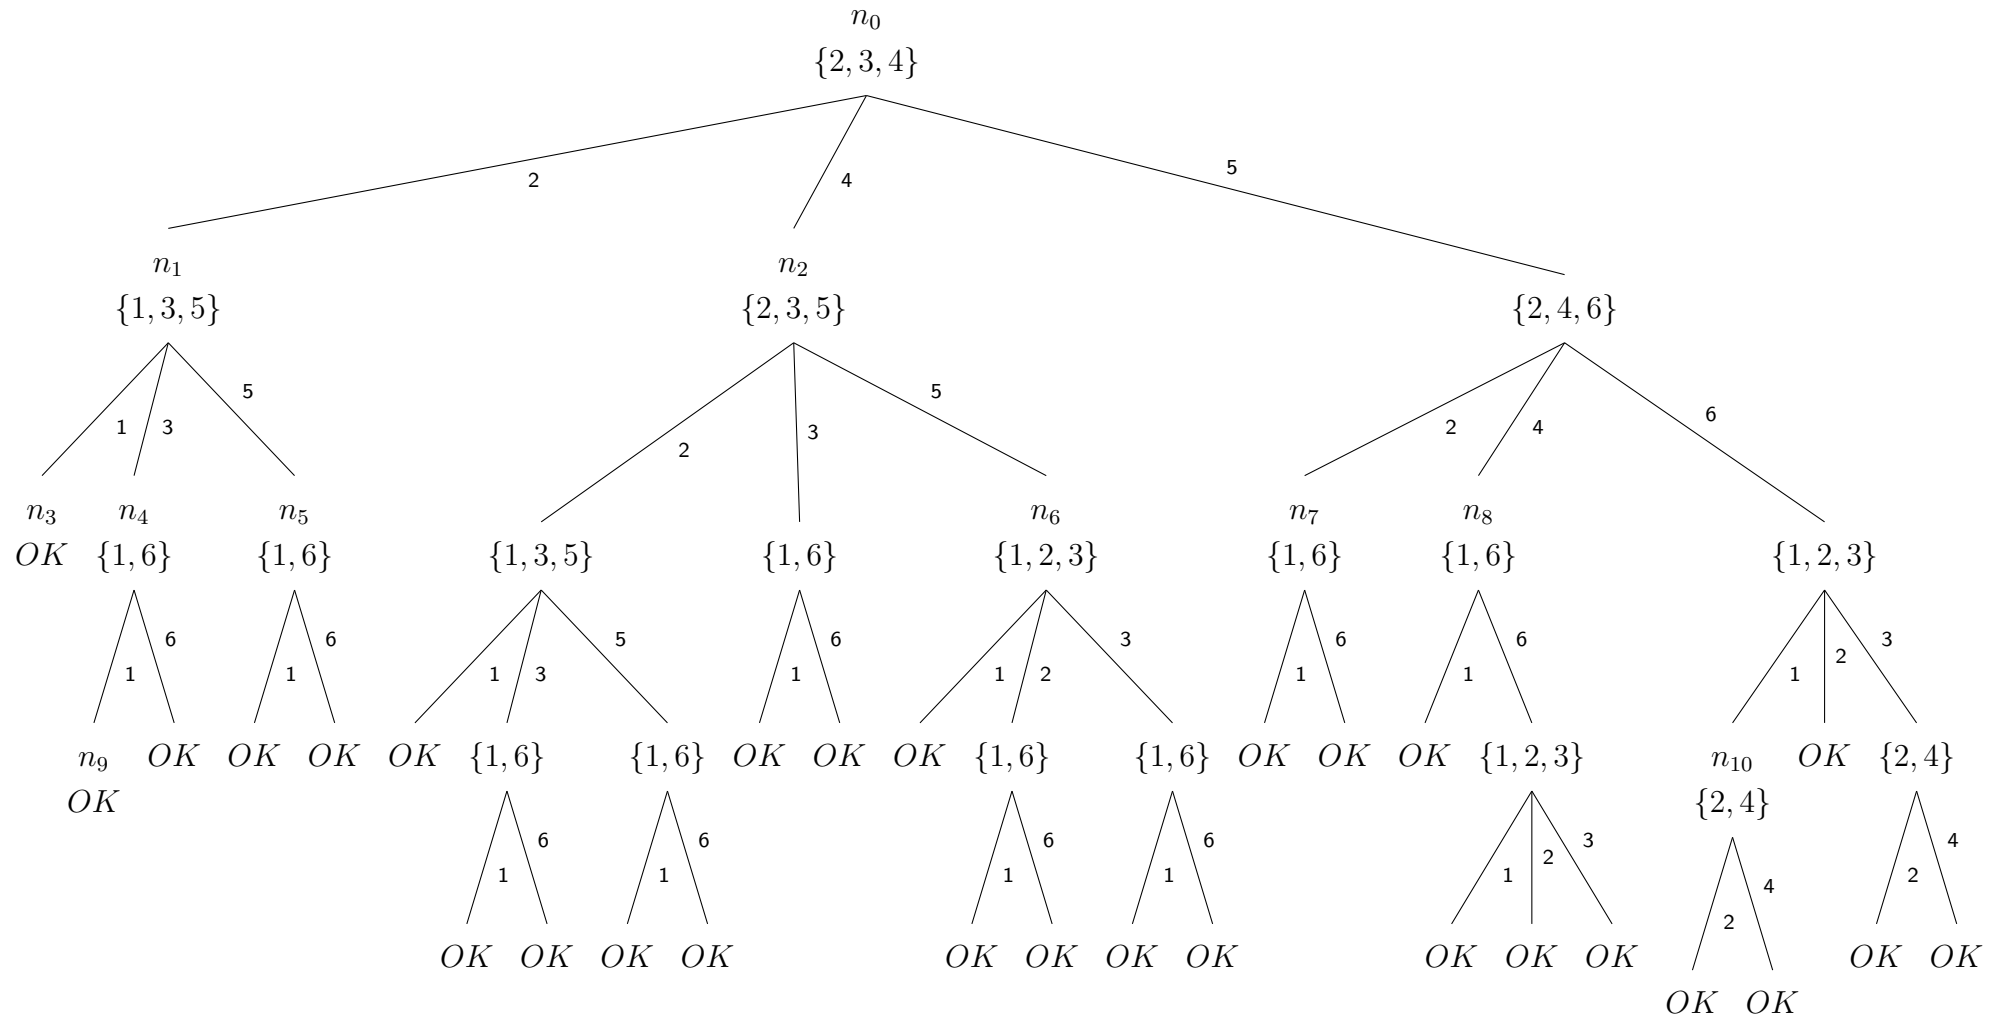 n₀
{2, 3, 4}
2 4 5
n₁ n₂
{1, 3, 5} {2, 3, 5} {2, 4, 6}
1 3 5 2 3 5 2 4 6
n₃ n₄ n₅ n₆ n₇ n₈
OK {1, 6} {1, 6} {1, 3, 5} {1, 6} {1, 2, 3} {1, 6} {1, 6} {1, 2, 3}
1 6 1 6 1 3 5 1 6 1 2 3 1 6 1 6 1 2 3
n₉ OK OK OK OK {1, 6} {1, 6} OK OK OK {1, 6} {1, 6} OK OK OK {1, 2, 3} n₁₀ OK {2, 4}
OK {2, 4}
1 6 1 6 1 6 1 6 1 2 3 2 4 2 4
OK OK OK OK OK OK OK OK OK OK OK OK OK
OK OK